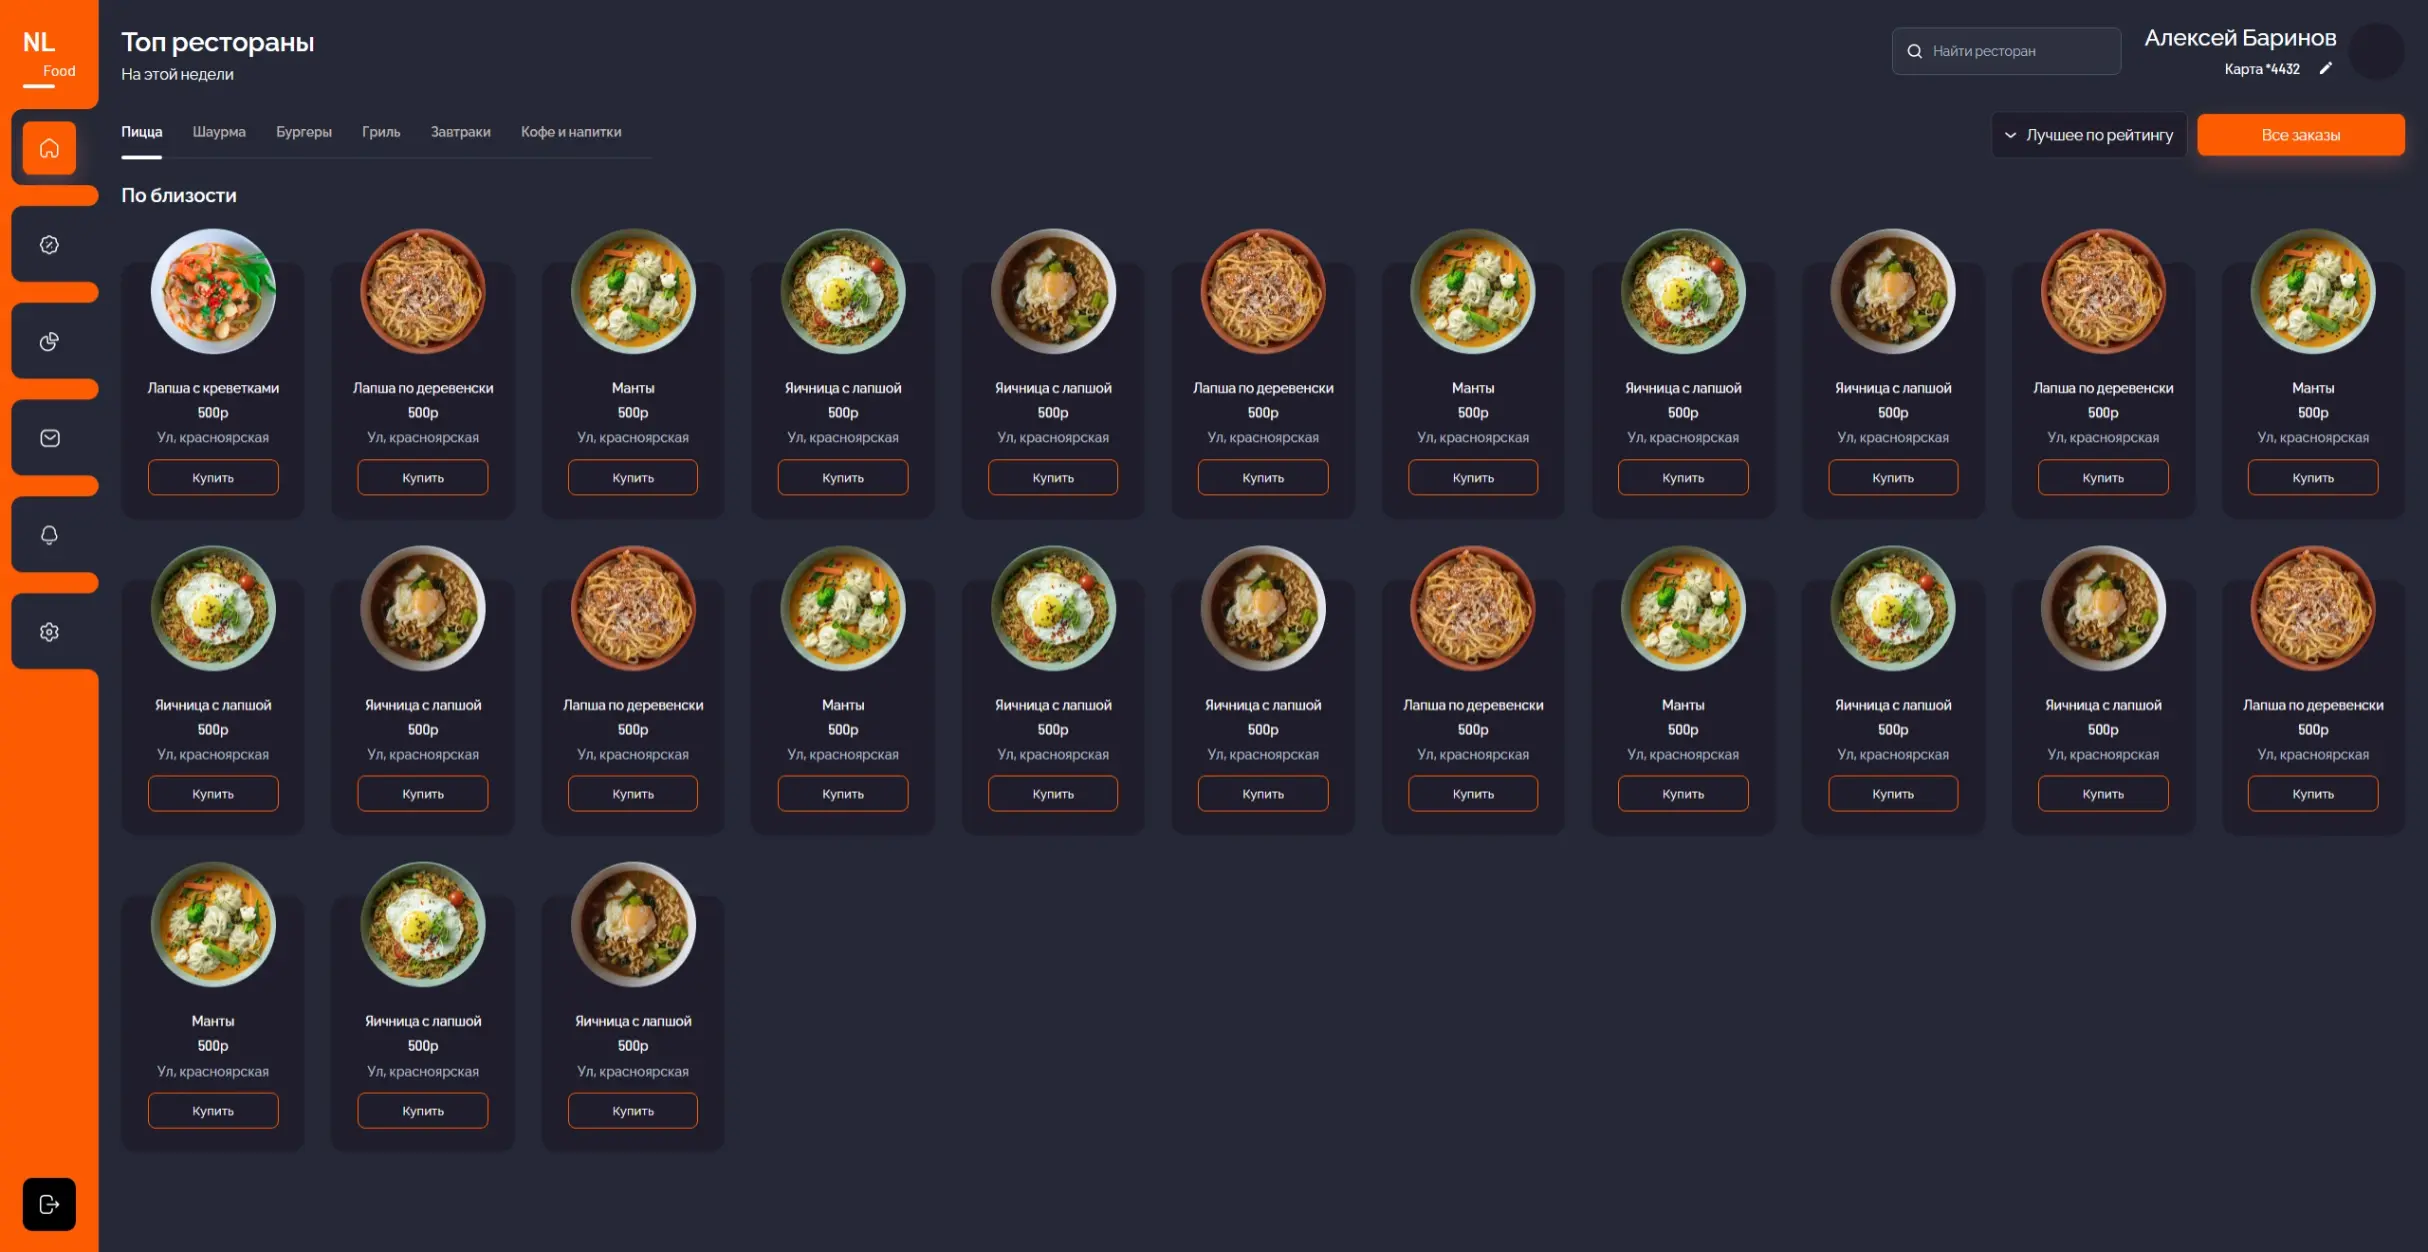 NL
Food
Топ рестораны
На этой недели
Найти ресторан
Алексей Баринов
Карта *4432
Пицца Шаурма Бургеры Гриль Завтраки Кофе и напитки
Лучшее по рейтингу
Все заказы
По близости
Лапша с креветками Лапша по деревенски Манты Яичница с лапшой Яичница с лапшой Лапша по деревенски Манты Яичница с лапшой Яичница с лапшой Лапша по деревенски Манты
500р 500р 500р 500р 500р 500р 500р 500р 500р 500р 500р
Ул, красноярская Ул, красноярская Ул, красноярская Ул, красноярская Ул, красноярская Ул, красноярская Ул, красноярская Ул, красноярская Ул, красноярская Ул, красноярская Ул, красноярская
Купить Купить Купить Купить Купить Купить Купить Купить Купить Купить Купить
Яичница с лапшой Яичница с лапшой Лапша по деревенски Манты Яичница с лапшой Яичница с лапшой Лапша по деревенски Манты Яичница с лапшой Яичница с лапшой Лапша по деревенски
500р 500р 500р 500р 500р 500р 500р 500р 500р 500р 500р
Ул, красноярская Ул, красноярская Ул, красноярская Ул, красноярская Ул, красноярская Ул, красноярская Ул, красноярская Ул, красноярская Ул, красноярская Ул, красноярская Ул, красноярская
Купить Купить Купить Купить Купить Купить Купить Купить Купить Купить Купить
Манты Яичница с лапшой Яичница с лапшой
500р 500р 500р
Ул, красноярская Ул, красноярская Ул, красноярская
Купить Купить Купить